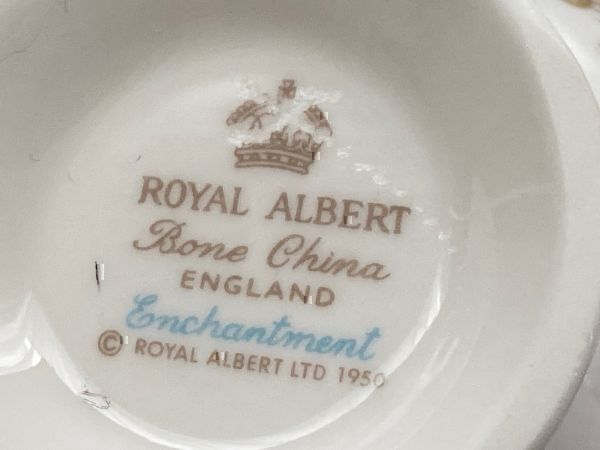 ROYAL ALBERT
Bone China
ENGLAND
Enchantment
© ROYAL ALBERT LTD 1950